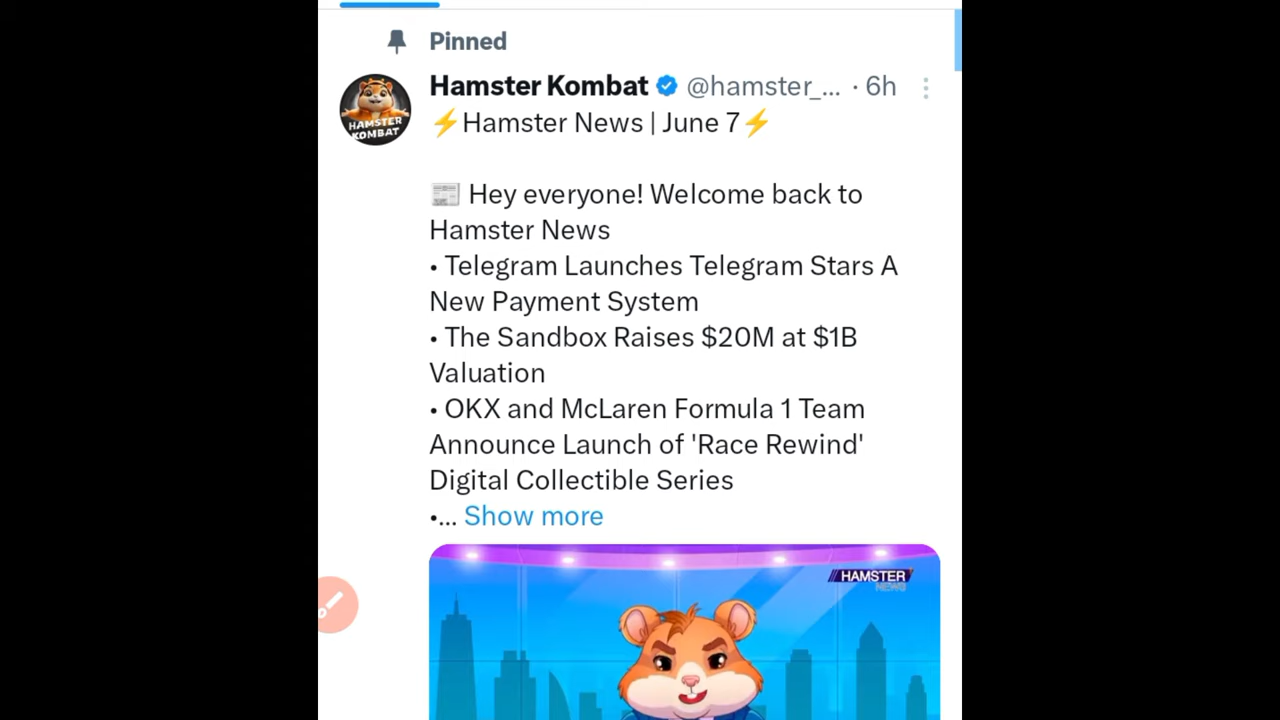 Pinned
Hamster Kombat @hamster_... · 6h
⚡Hamster News | June 7⚡
📰 Hey everyone! Welcome back to
Hamster News
• Telegram Launches Telegram Stars A
New Payment System
• The Sandbox Raises $20M at $1B
Valuation
• OKX and McLaren Formula 1 Team
Announce Launch of 'Race Rewind'
Digital Collectible Series
•... Show more
HAMSTER
KOMBAT
HAMSTER
NEWS